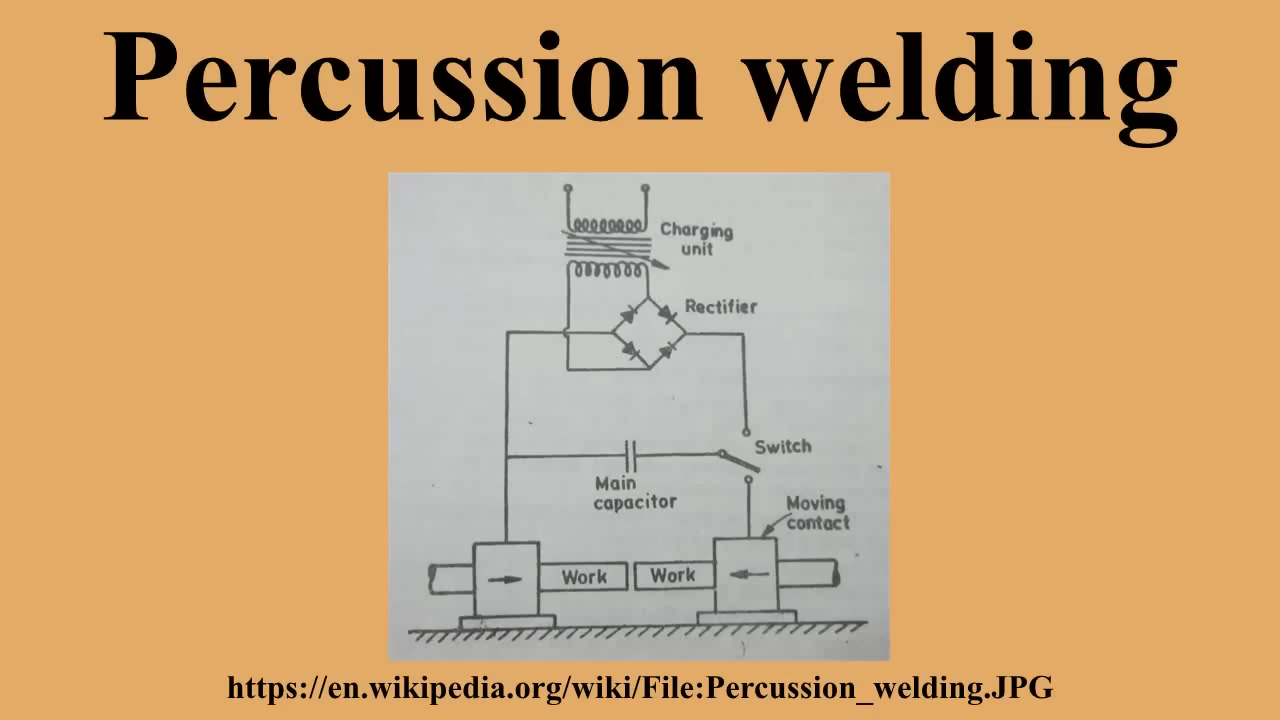 Percussion welding
Charging
unit
Rectifier
Switch
Main
capacitor
Moving
contact
Work
Work
https://en.wikipedia.org/wiki/File:Percussion_welding.JPG